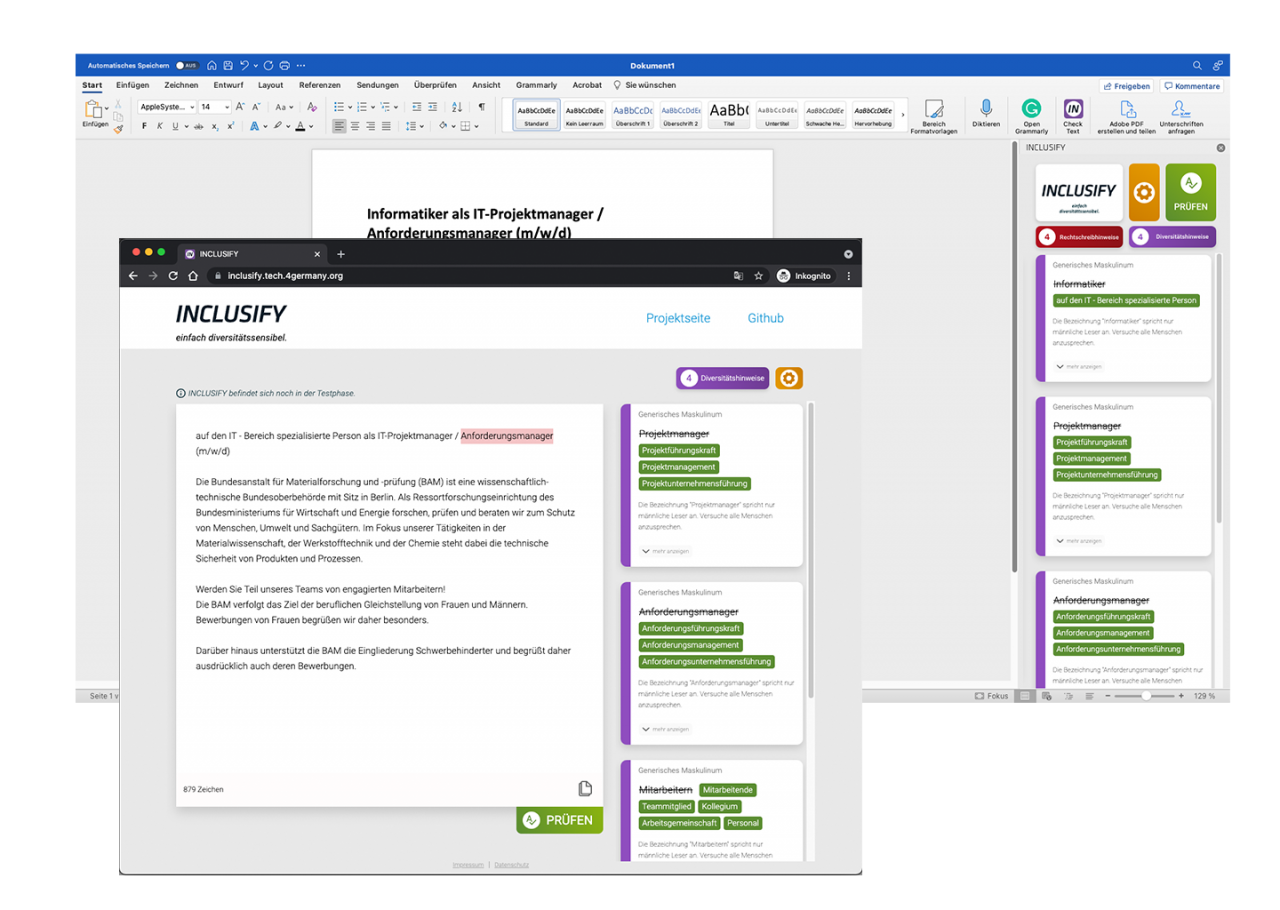 Automatisches Speichern AUS
Dokument1
Start Einfügen Zeichnen Entwurf Layout Referenzen Sendungen Überprüfen Ansicht Grammarly Acrobat Sie wünschen
Freigeben Kommentare
Einfügen
AppleSyste... 14
F K U ab x, x²
AaBbCcDdEe AaBbCcDdEe AaBbCcDc AaBbCcDdEe AaBb( AaBbCcDdEe AaBbCcDdEe AaBbCcDdEe
Standard Kein Leerraum Überschrift 1 Überschrift 2 Titel Untertitel Schwache He... Hervorhebung
Bereich Formatvorlagen
Diktieren
Open Grammarly
Check Text
Adobe PDF erstellen und teilen
Unterschriften anfragen
Informatiker als IT-Projektmanager /
Anforderungsmanager (m/w/d)
Seite 1 v
Fokus
129 %
INCLUSIFY
INCLUSIFY
einfach
diversitätssensibel.
PRÜFEN
4 Rechtschreibhinweise
4 Diversitätshinweise
Generisches Maskulinum
Informatiker
auf den IT - Bereich spezialisierte Person
Die Bezeichnung "Informatiker" spricht nur
männliche Leser an. Versuche alle Menschen
anzusprechen.
mehr anzeigen
Generisches Maskulinum
Projektmanager
Projektführungskraft
Projektmanagement
Projektunternehmensführung
Die Bezeichnung "Projektmanager" spricht nur
männliche Leser an. Versuche alle Menschen
anzusprechen.
mehr anzeigen
Generisches Maskulinum
Anforderungsmanager
Anforderungsführungskraft
Anforderungsmanagement
Anforderungsunternehmensführung
Die Bezeichnung "Anforderungsmanager" spricht nur
männliche Leser an. Versuche alle Menschen
INCLUSIFY
inclusify.tech.4germany.org
Inkognito
INCLUSIFY
einfach diversitätssensibel.
Projektseite Github
INCLUSIFY befindet sich noch in der Testphase.
4 Diversitätshinweise
auf den IT - Bereich spezialisierte Person als IT-Projektmanager / Anforderungsmanager
(m/w/d)
Die Bundesanstalt für Materialforschung und -prüfung (BAM) ist eine wissenschaftlich-
technische Bundesoberbehörde mit Sitz in Berlin. Als Ressortforschungseinrichtung des
Bundesministeriums für Wirtschaft und Energie forschen, prüfen und beraten wir zum Schutz
von Menschen, Umwelt und Sachgütern. Im Fokus unserer Tätigkeiten in der
Materialwissenschaft, der Werkstofftechnik und der Chemie steht dabei die technische
Sicherheit von Produkten und Prozessen.
Werden Sie Teil unseres Teams von engagierten Mitarbeitern!
Die BAM verfolgt das Ziel der beruflichen Gleichstellung von Frauen und Männern.
Bewerbungen von Frauen begrüßen wir daher besonders.
Darüber hinaus unterstützt die BAM die Eingliederung Schwerbehinderter und begrüßt daher
ausdrücklich auch deren Bewerbungen.
879 Zeichen
PRÜFEN
Generisches Maskulinum
Projektmanager
Projektführungskraft
Projektmanagement
Projektunternehmensführung
Die Bezeichnung "Projektmanager" spricht nur
männliche Leser an. Versuche alle Menschen
anzusprechen.
mehr anzeigen
Generisches Maskulinum
Anforderungsmanager
Anforderungsführungskraft
Anforderungsmanagement
Anforderungsunternehmensführung
Die Bezeichnung "Anforderungsmanager" spricht nur
männliche Leser an. Versuche alle Menschen
anzusprechen.
mehr anzeigen
Generisches Maskulinum
Mitarbeitern Mitarbeitende
Teammitglied Kollegium
Arbeitsgemeinschaft Personal
Die Bezeichnung "Mitarbeitern" spricht nur
männliche Leser an. Versuche alle Menschen
Impressum | Datenschutz